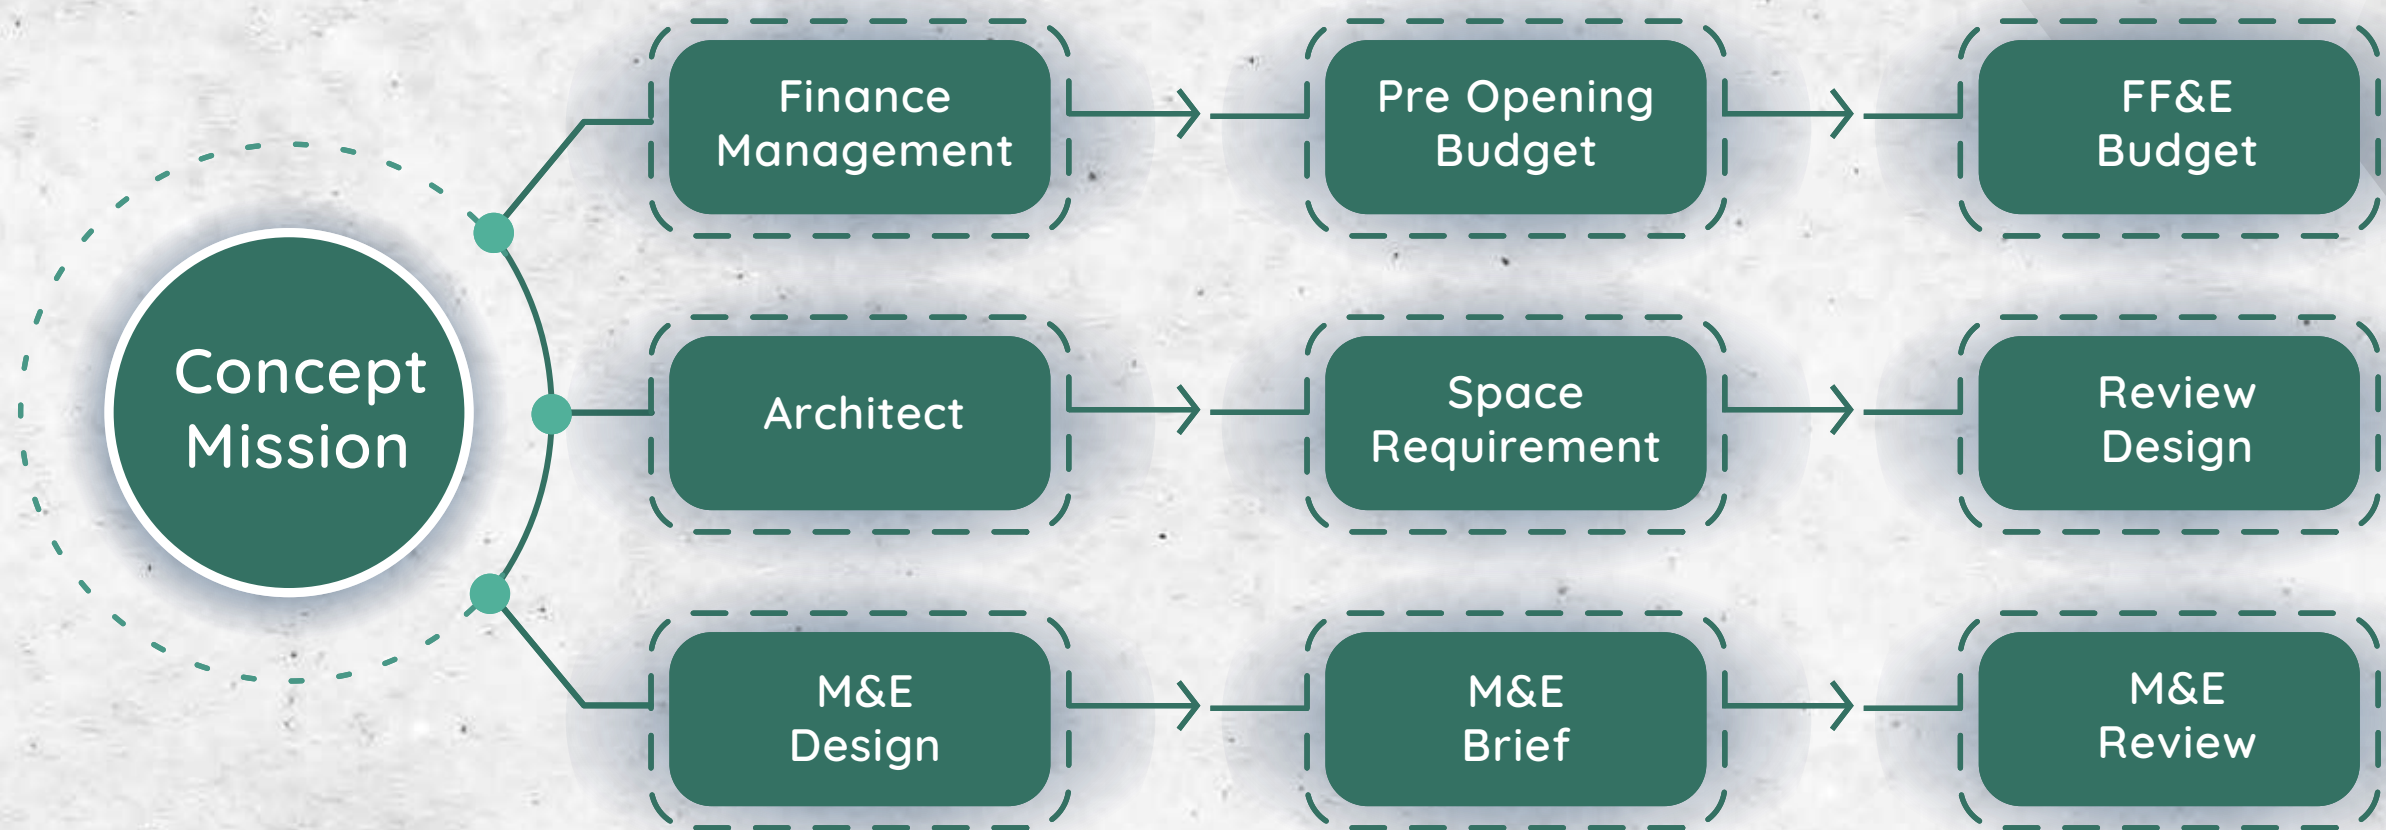 Concept
Mission
Finance
Management
Pre Opening
Budget
FF&E
Budget
Architect
Space
Requirement
Review
Design
M&E
Design
M&E
Brief
M&E
Review